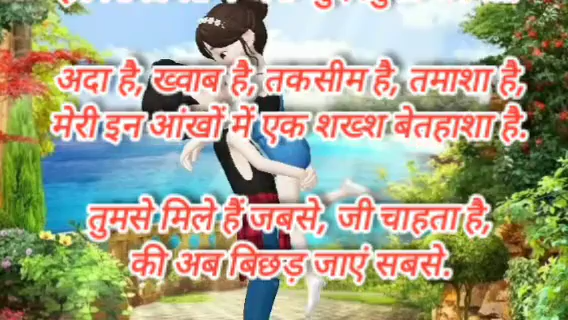 अदा है, ख्वाब है, तकसीम है, तमाशा है,
मेरी इन आंखों में एक शख्श बेतहाशा है.
तुमसे मिले हैं जबसे, जी चाहता है,
की अब बिछड़ जाएं सबसे.